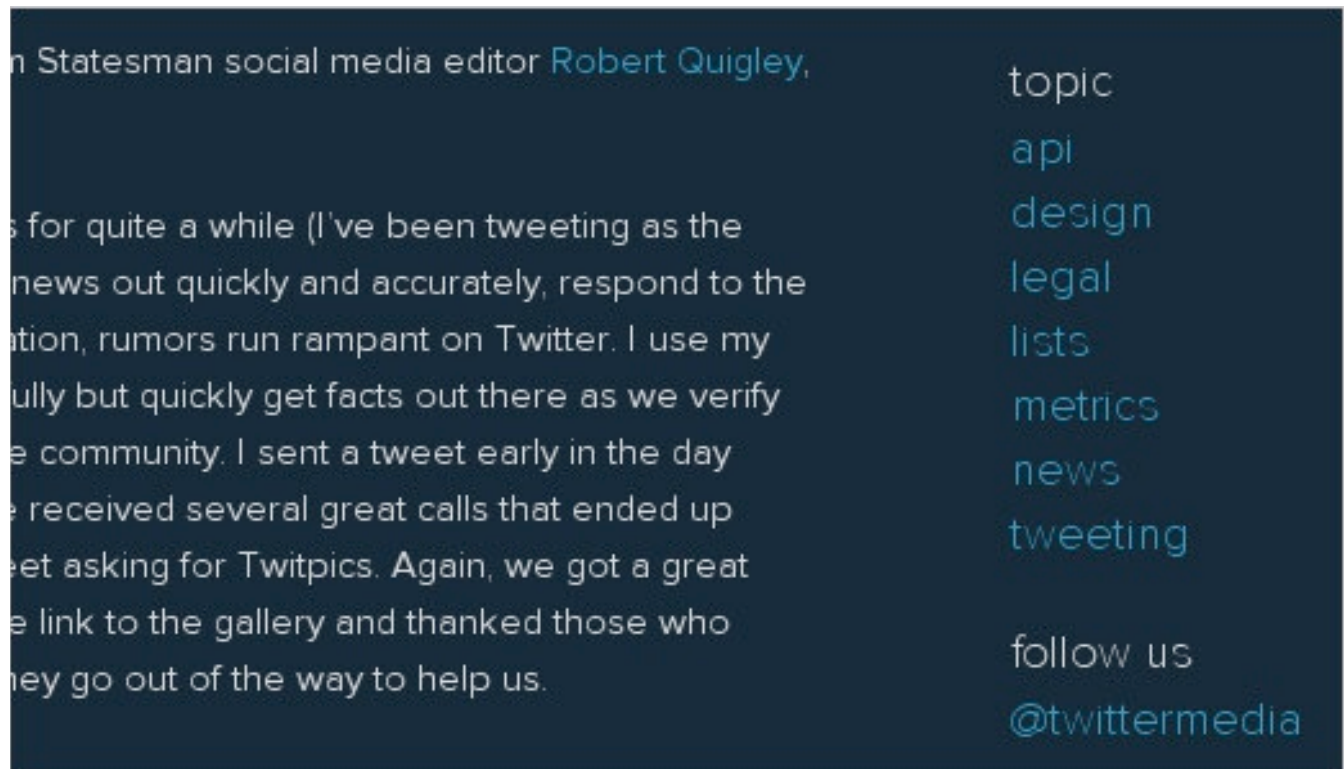 m Statesman social media editor Robert Quigley,
s for quite a while (I've been tweeting as the
news out quickly and accurately, respond to the
ation, rumors run rampant on Twitter. I use my
ully but quickly get facts out there as we verify
e community. I sent a tweet early in the day
e received several great calls that ended up
eet asking for Twitpics. Again, we got a great
e link to the gallery and thanked those who
hey go out of the way to help us.
topic
api
design
legal
lists
metrics
news
tweeting
follow us
@twittermedia